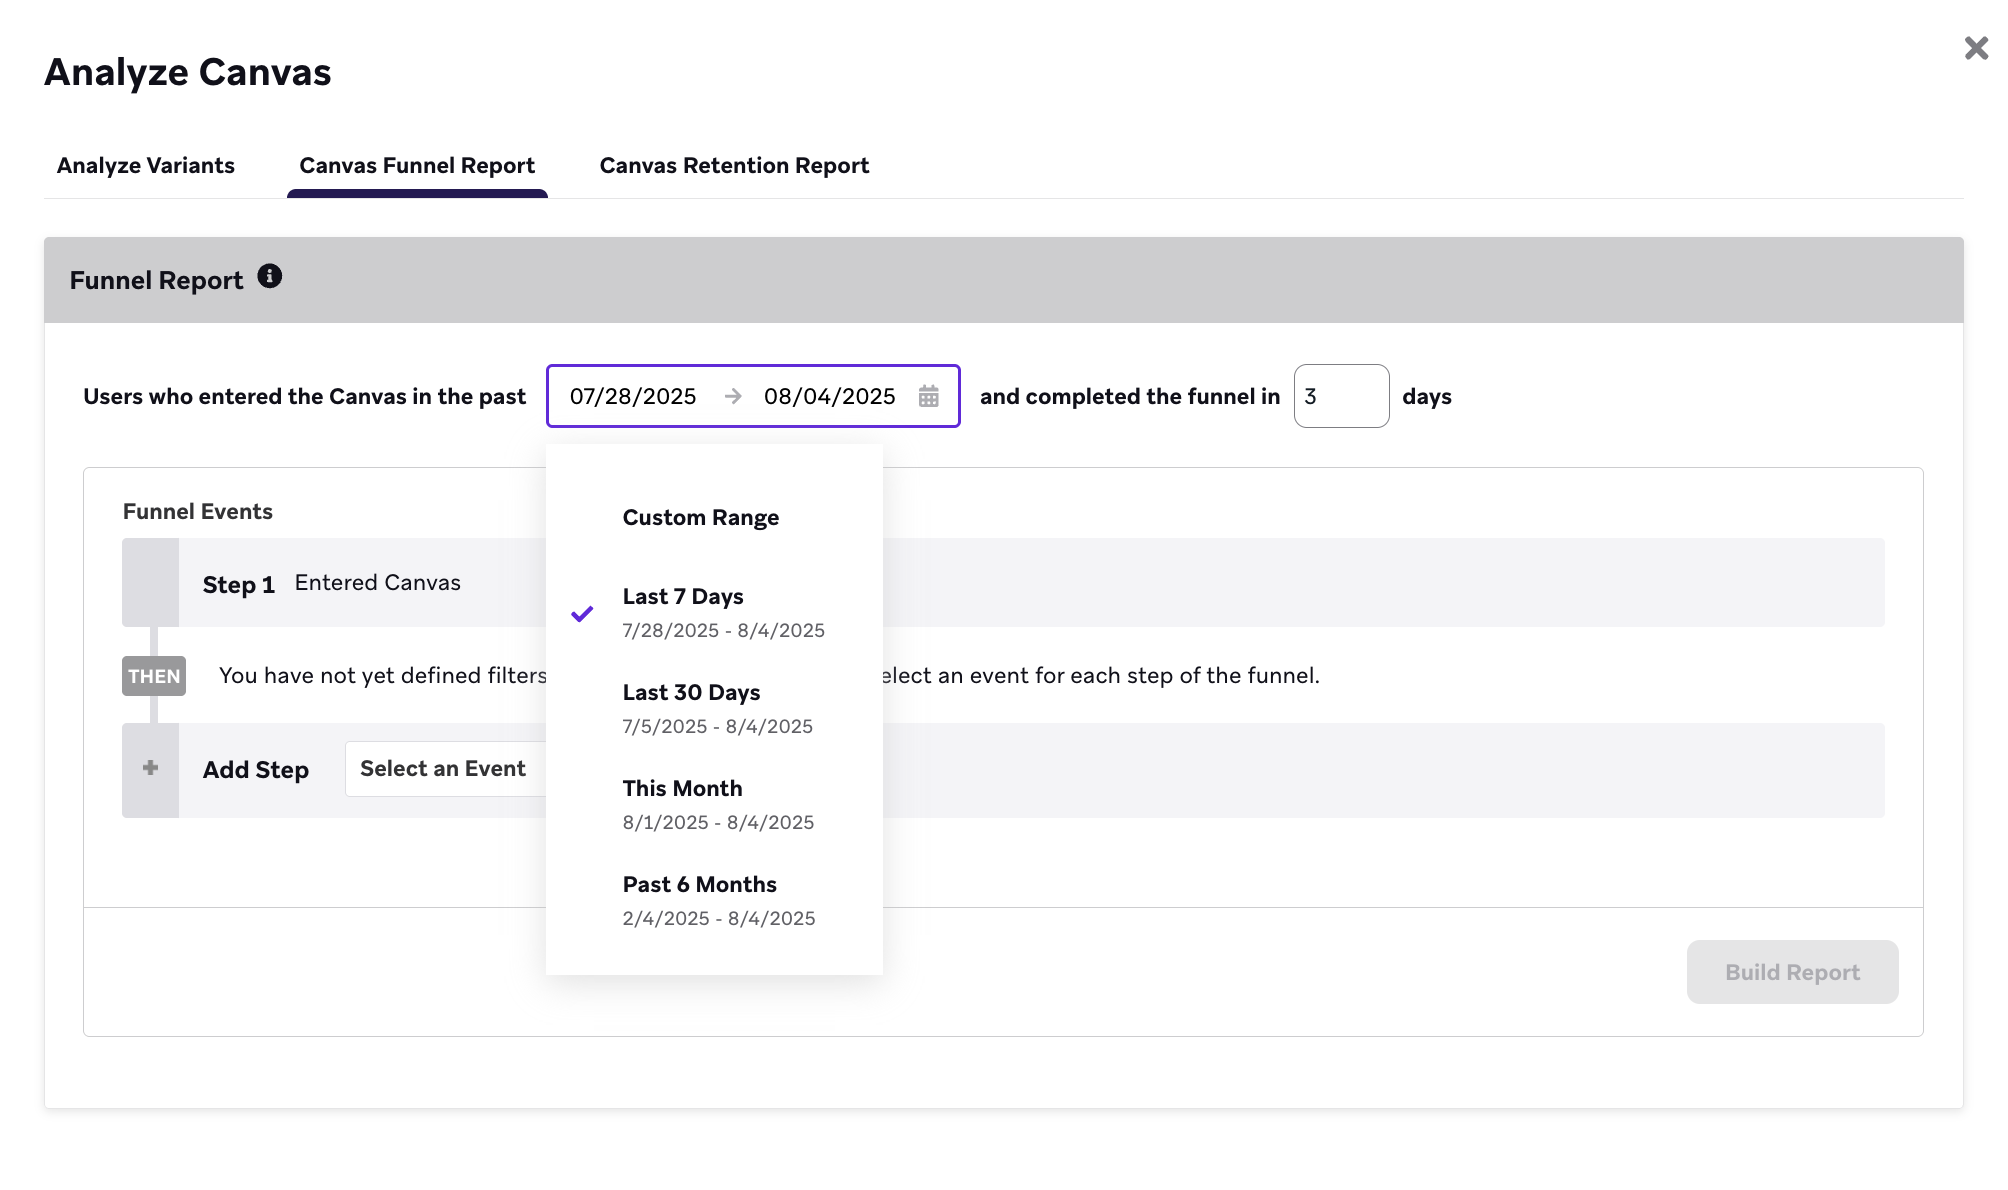 Analyze Canvas
Analyze Variants
Canvas Funnel Report
Canvas Retention Report
Funnel Report
Users who entered the Canvas in the past 07/28/2025 → 08/04/2025 and completed the funnel in 3 days
Funnel Events
Step 1 Entered Canvas
THEN You have not yet defined filters elect an event for each step of the funnel.
+ Add Step Select an Event
Custom Range
Last 7 Days
7/28/2025 - 8/4/2025
Last 30 Days
7/5/2025 - 8/4/2025
This Month
8/1/2025 - 8/4/2025
Past 6 Months
2/4/2025 - 8/4/2025
Build Report